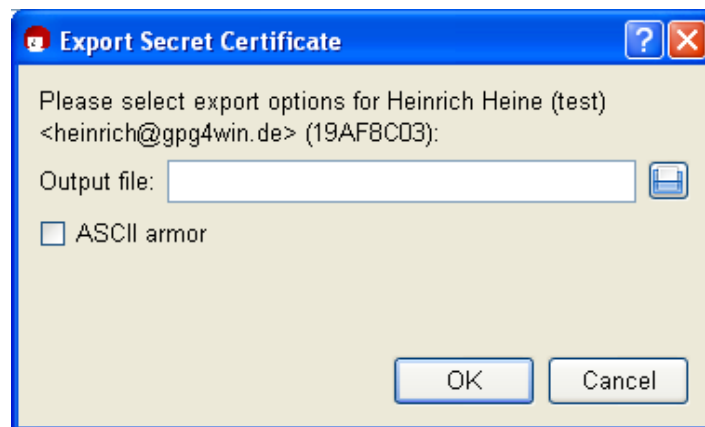 Export Secret Certificate
Please select export options for Heinrich Heine (test)
<heinrich@gpg4win.de> (19AF8C03):
Output file:
ASCII armor
OK Cancel